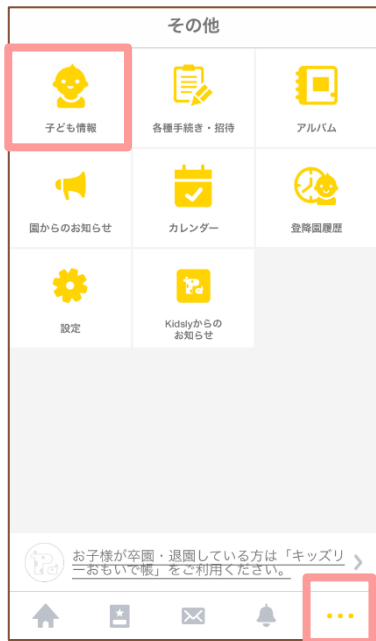 その他
子ども情報
各種手続き・招待
アルバム
園からのお知らせ
カレンダー
登降園履歴
設定
Kidslyからの
お知らせ
お子様が卒園・退園している方は「キッズリ
ーおもいで帳」をご利用ください。